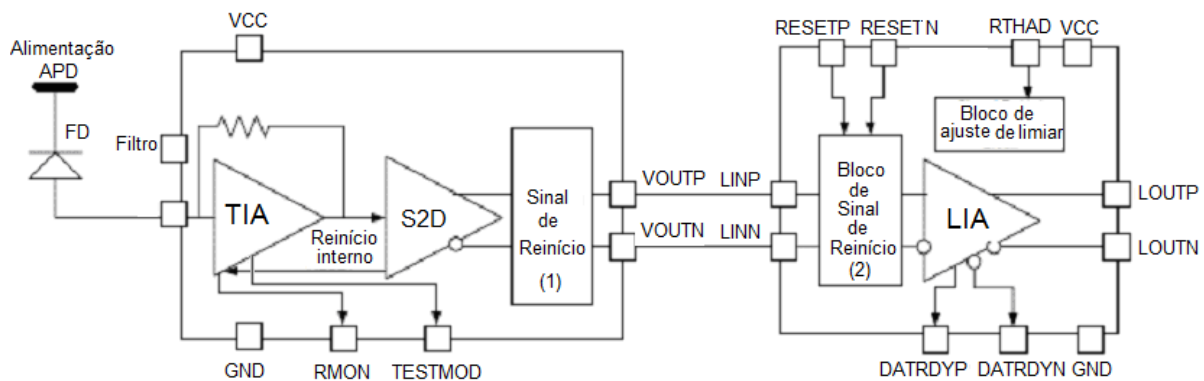 VCC
Alimentação
APD
FD
Filtro
TIA
Reinício
interno
S2D
Sinal
de
Reinício
(1)
GND
RMON
TESTMOD
VOUTP
LINP
VOUTN
LINN
RESETP
RESETN
RTHAD
VCC
Bloco de
ajuste de limiar
Bloco
de
Sinal
de
Reinício
(2)
LIA
LOUTP
LOUTN
DATRDYP
DATRDYN
GND